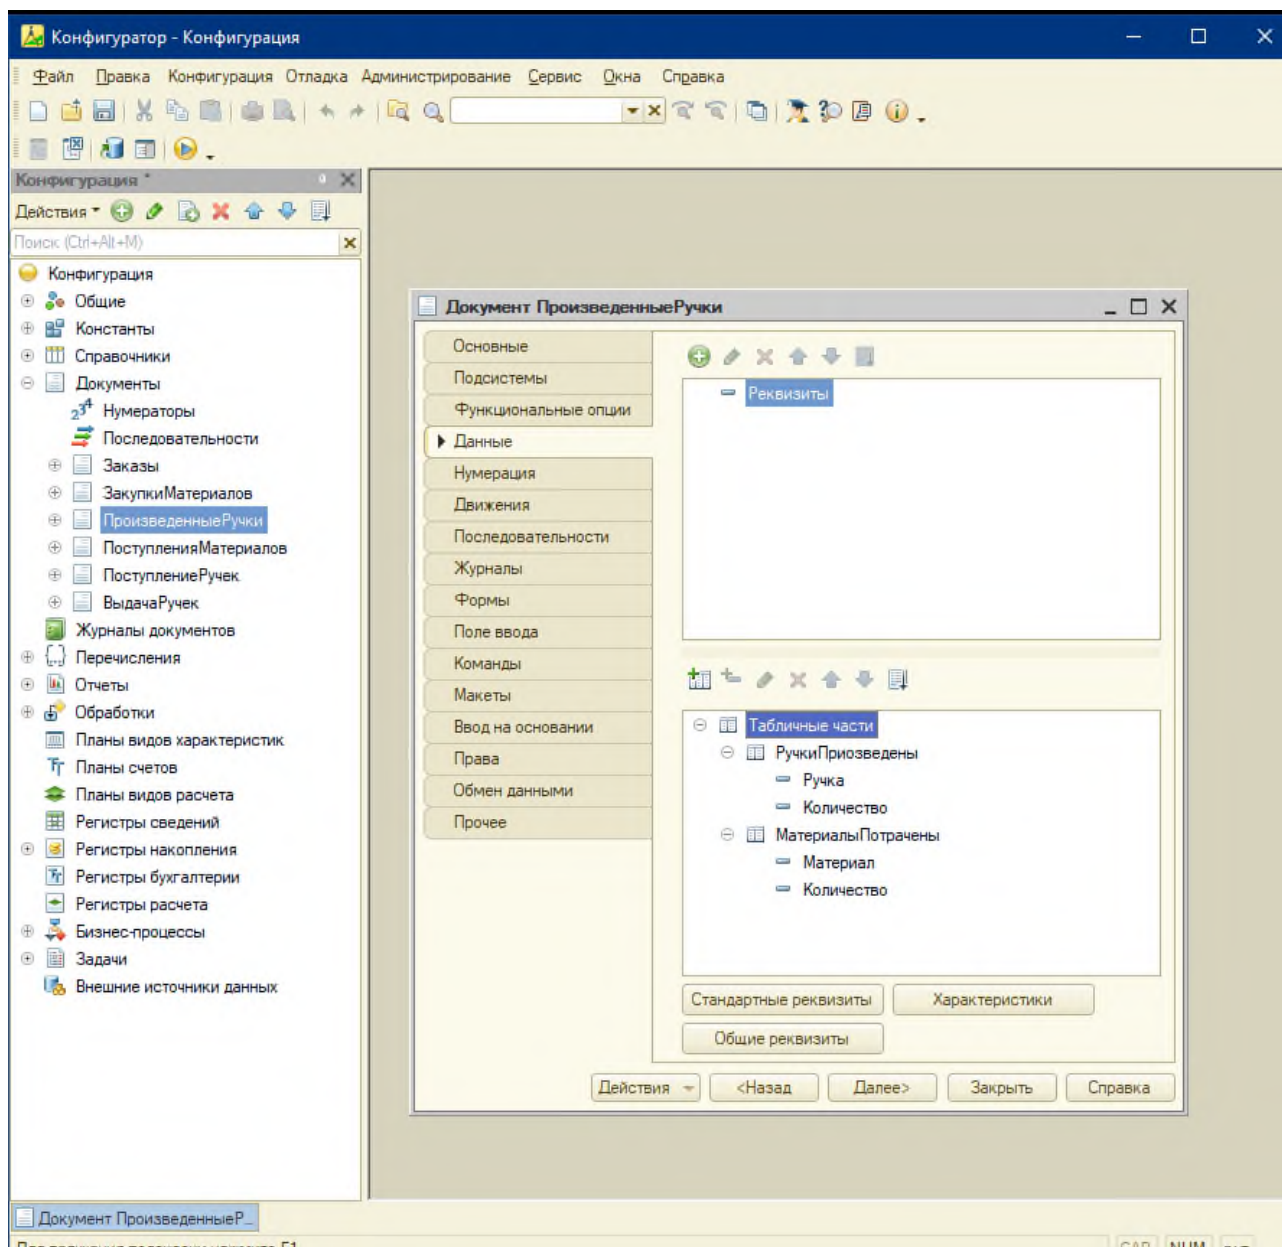 Конфигуратор - Конфигурация
Файл Правка Конфигурация Отладка Администрирование Сервис Окна Справка
Конфигурация *
Действия
Поиск (Ctrl+Alt+M)
Конфигурация
Общие
Константы
Справочники
Документы
Нумераторы
Последовательности
Заказы
ЗакупкиМатериалов
ПроизведенныеРучки
ПоступленияМатериалов
ПоступлениеРучек
ВыдачаРучек
Журналы документов
Перечисления
Отчеты
Обработки
Планы видов характеристик
Планы счетов
Планы видов расчета
Регистры сведений
Регистры накопления
Регистры бухгалтерии
Регистры расчета
Бизнес-процессы
Задачи
Внешние источники данных
Документ ПроизведенныеРучки
Основные
Подсистемы
Функциональные опции
Данные
Нумерация
Движения
Последовательности
Журналы
Формы
Поле ввода
Команды
Макеты
Ввод на основании
Права
Обмен данными
Прочее
Реквизиты
Табличные части
РучкиПриозведены
Ручка
Количество
МатериалыПотрачены
Материал
Количество
Стандартные реквизиты Характеристики
Общие реквизиты
Действия <Назад Далее> Закрыть Справка
Документ ПроизведенныеР...
CAP NUM